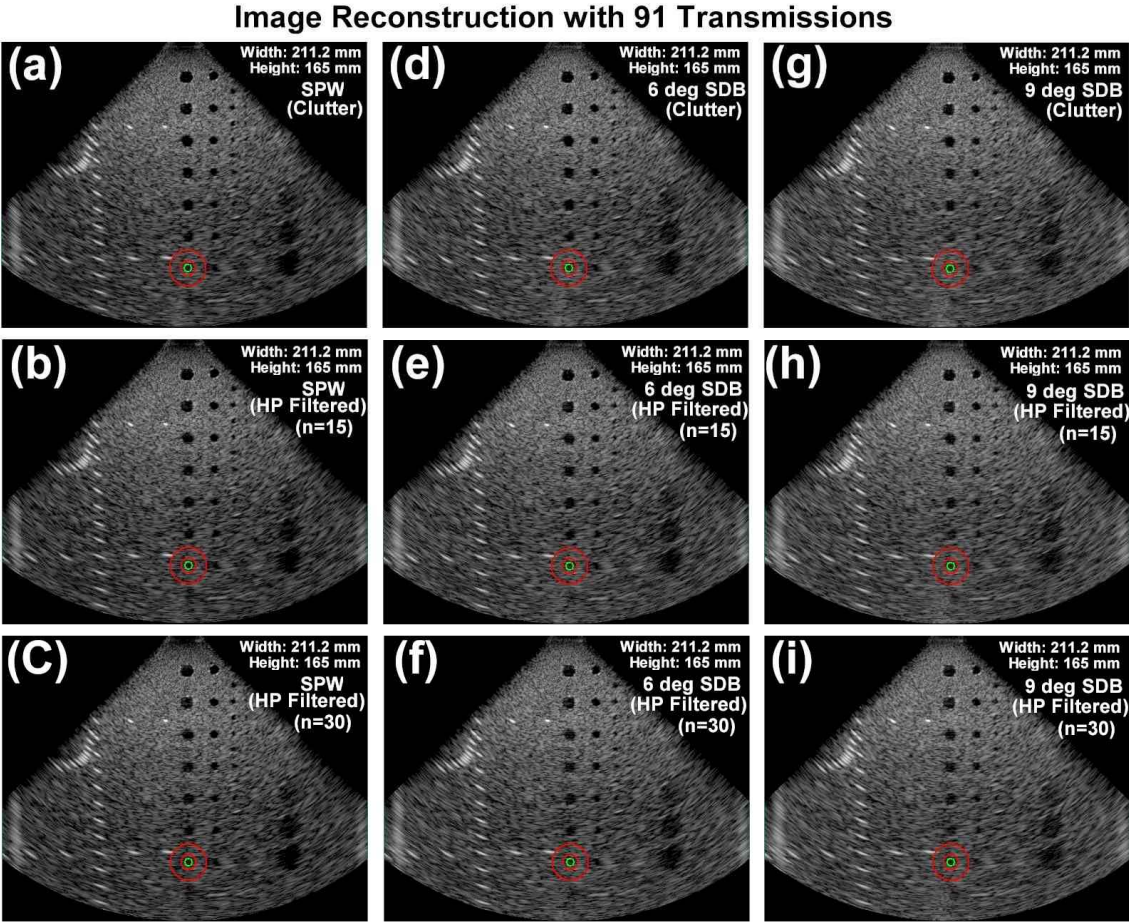 Image Reconstruction with 91 Transmissions
(a)
Width: 211.2 mm
Height: 165 mm
SPW
(Clutter)
(d)
Width: 211.2 mm
Height: 165 mm
6 deg SDB
(Clutter)
(g)
Width: 211.2 mm
Height: 165 mm
9 deg SDB
(Clutter)
(b)
Width: 211.2 mm
Height: 165 mm
SPW
(HP Filtered)
(n=15)
(e)
Width: 211.2 mm
Height: 165 mm
6 deg SDB
(HP Filtered)
(n=15)
(h)
Width: 211.2 mm
Height: 165 mm
9 deg SDB
(HP Filtered)
(n=15)
(C)
Width: 211.2 mm
Height: 165 mm
SPW
(HP Filtered)
(n=30)
(f)
Width: 211.2 mm
Height: 165 mm
6 deg SDB
(HP Filtered)
(n=30)
(i)
Width: 211.2 mm
Height: 165 mm
9 deg SDB
(HP Filtered)
(n=30)